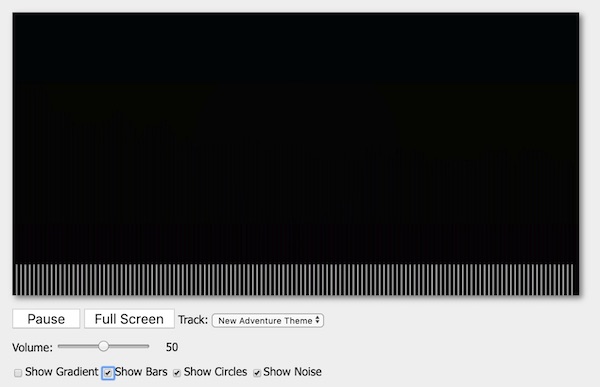 Pause Full Screen Track: New Adventure Theme
Volume: 50
Show Gradient Show Bars Show Circles Show Noise